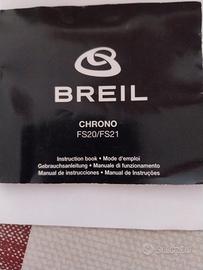 BREIL
CHRONO
FS20/FS21
Instruction book • Mode d'emploi
Gebrauchsanleitung • Manuale di funzionamento
Manual de instrucciones • Manual de Instruções